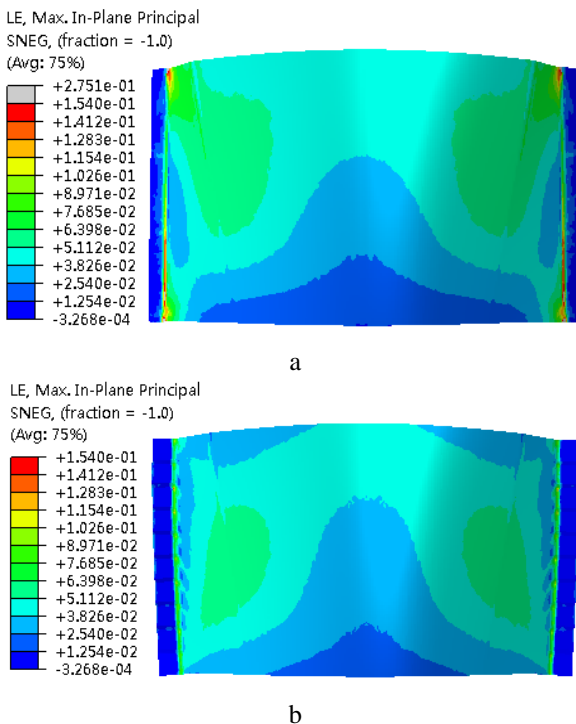 LE, Max. In-Plane Principal
SNEG, (fraction = -1.0)
(Avg: 75%)
+2.751e-01
+1.540e-01
+1.412e-01
+1.283e-01
+1.154e-01
+1.026e-01
+8.971e-02
+7.685e-02
+6.398e-02
+5.112e-02
+3.826e-02
+2.540e-02
+1.254e-02
-3.268e-04
a
LE, Max. In-Plane Principal
SNEG, (fraction = -1.0)
(Avg: 75%)
+1.540e-01
+1.412e-01
+1.283e-01
+1.154e-01
+1.026e-01
+8.971e-02
+7.685e-02
+6.398e-02
+5.112e-02
+3.826e-02
+2.540e-02
+1.254e-02
-3.268e-04
b